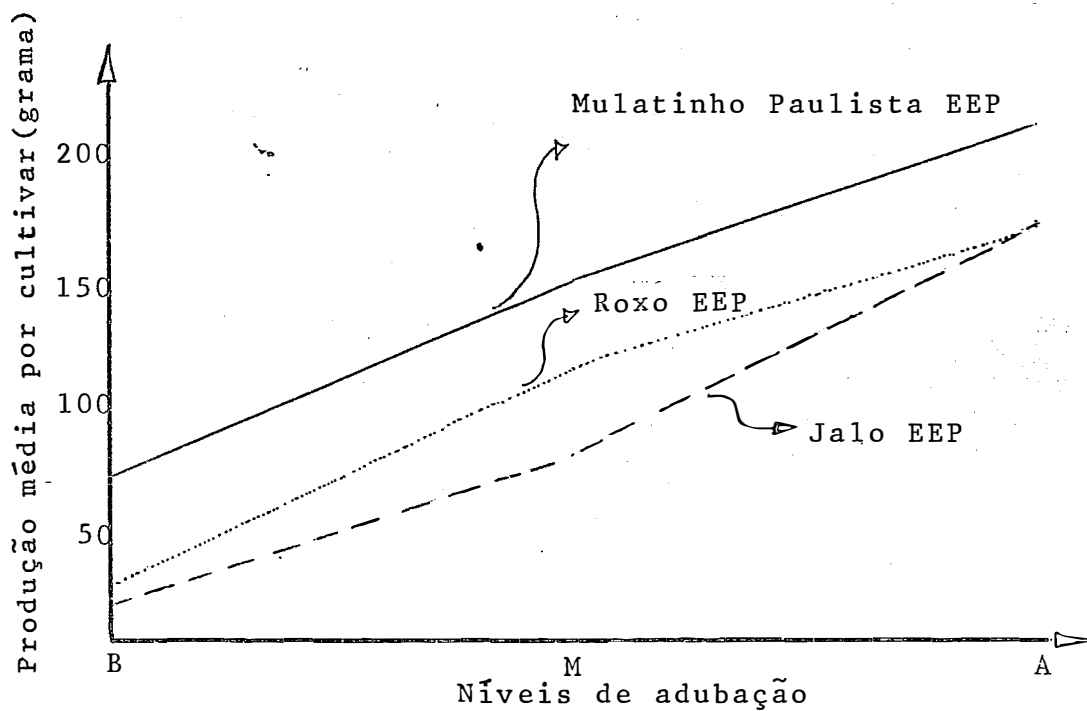 Produção média por cultivar(grama)
200
150
100
50
Mulatinho Paulista EEP
Roxo EEP
Jalo EEP
B
M
A
Níveis de adubação